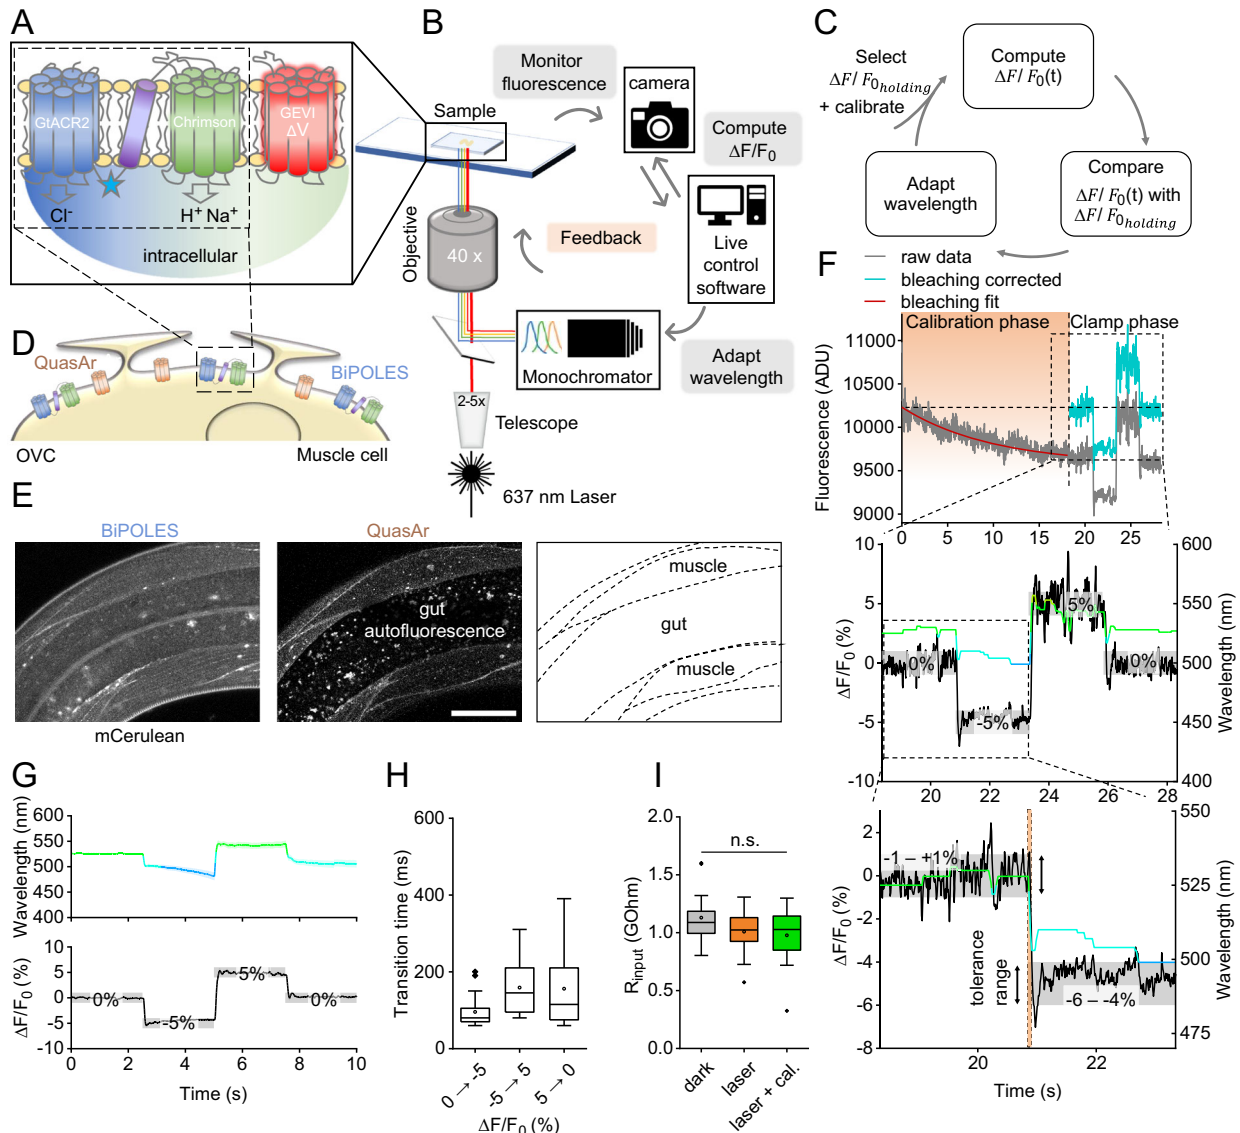 A
GtACR2
Chrimson
GEVI
ΔV
Cl-
H+ Na+
intracellular
B
Monitor
fluorescence
camera
Sample
Compute
ΔF/F0
Objective
40 x
Feedback
Live
control
software
Monochromator
Adapt
wavelength
2-5x
Telescope
637 nm Laser
C
Select
ΔF/ F0holding
+ calibrate
Compute
ΔF/ F0(t)
Adapt
wavelength
Compare
ΔF/ F0(t) with
ΔF/ F0holding
D
QuasAr
BiPOLES
OVC
Muscle cell
E
BiPOLES
QuasAr
gut
autofluorescence
muscle
gut
muscle
mCerulean
F
raw data
bleaching corrected
bleaching fit
Calibration phase
Clamp phase
Fluorescence (ADU)
11000
10500
10000
9500
9000
0 5 10 15 20 25
ΔF/F0 (%)
10
5
0
-5
-10
0%
-5%
5%
0%
600
550
500
450
400
Wavelength (nm)
20 22 24 26 28
ΔF/F0 (%)
2
0
-2
-4
-6
-8
-1 – +1%
tolerance
range
-6 – -4%
550
525
500
475
Wavelength (nm)
20 22
Time (s)
G
Wavelength (nm)
600
550
500
450
400
ΔF/F0 (%)
10
5
0
-5
-10
0%
-5%
5%
0%
0 2 4 6 8 10
Time (s)
H
Transition time (ms)
600
400
200
0
0 → -5
-5 → 5
5 → 0
ΔF/F0 (%)
I
Rinput (GOhm)
2.0
1.5
1.0
0.5
0.0
n.s.
dark
laser
laser + cal.